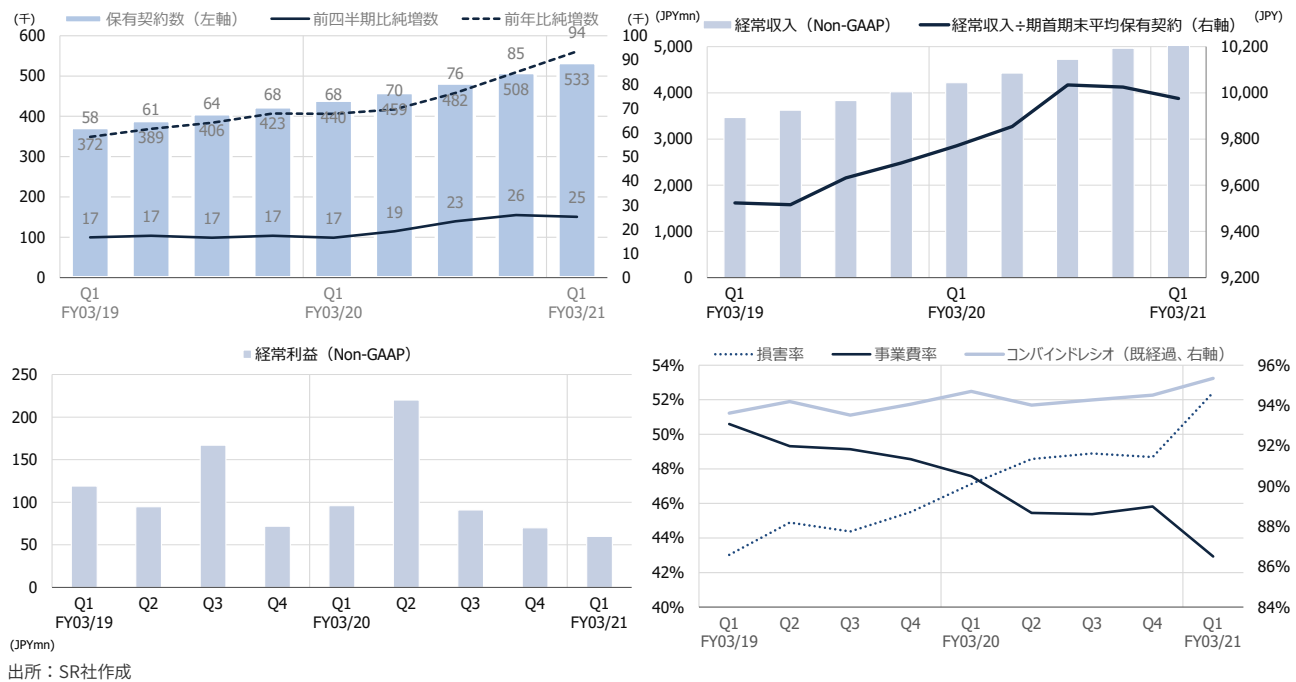 (千)
保有契約数（左軸）
前四半期比純増数
前年比純増数
(千)
600
500
400
300
200
100
0
100
90
80
70
60
50
40
30
20
10
0
58 61 64 68 68 70 76 85 94
372 389 406 423 440 459 482 508 533
17 17 17 17 17 19 23 26 25
Q1 Q1 Q1
FY03/19 FY03/20 FY03/21
(JPYmn)
経常収入（Non-GAAP）
経常収入÷期首期末平均保有契約（右軸）
(JPY)
5,000
4,000
3,000
2,000
1,000
0
10,200
10,000
9,800
9,600
9,400
9,200
Q1 Q1 Q1
FY03/19 FY03/20 FY03/21
経常利益（Non-GAAP）
250
200
150
100
50
0
Q1 Q2 Q3 Q4 Q1 Q2 Q3 Q4 Q1
FY03/19 FY03/20 FY03/21
(JPYmn)
損害率
事業費率
コンバインドレシオ（既経過、右軸）
54%
52%
50%
48%
46%
44%
42%
40%
96%
94%
92%
90%
88%
86%
84%
Q1 Q2 Q3 Q4 Q1 Q2 Q3 Q4 Q1
FY03/19 FY03/20 FY03/21
出所：SR社作成